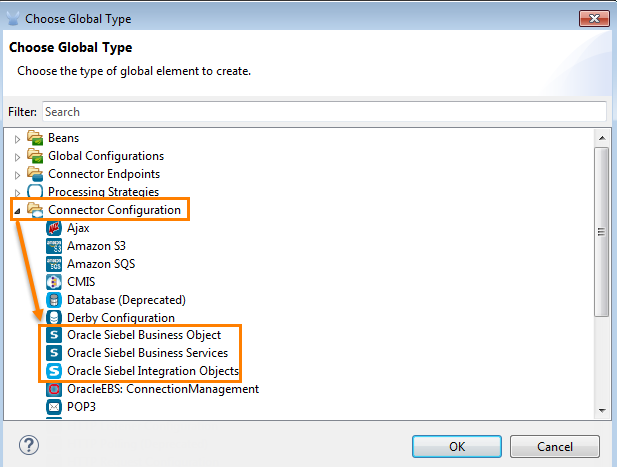 Choose Global Type
Choose Global Type
Choose the type of global element to create.
Filter: Search
Beans
Global Configurations
Connector Endpoints
Processing Strategies
Connector Configuration
Ajax
Amazon S3
Amazon SQS
CMIS
Database (Deprecated)
Derby Configuration
Oracle Siebel Business Object
Oracle Siebel Business Services
Oracle Siebel Integration Objects
OracleEBS: ConnectionManagement
POP3
? OK Cancel